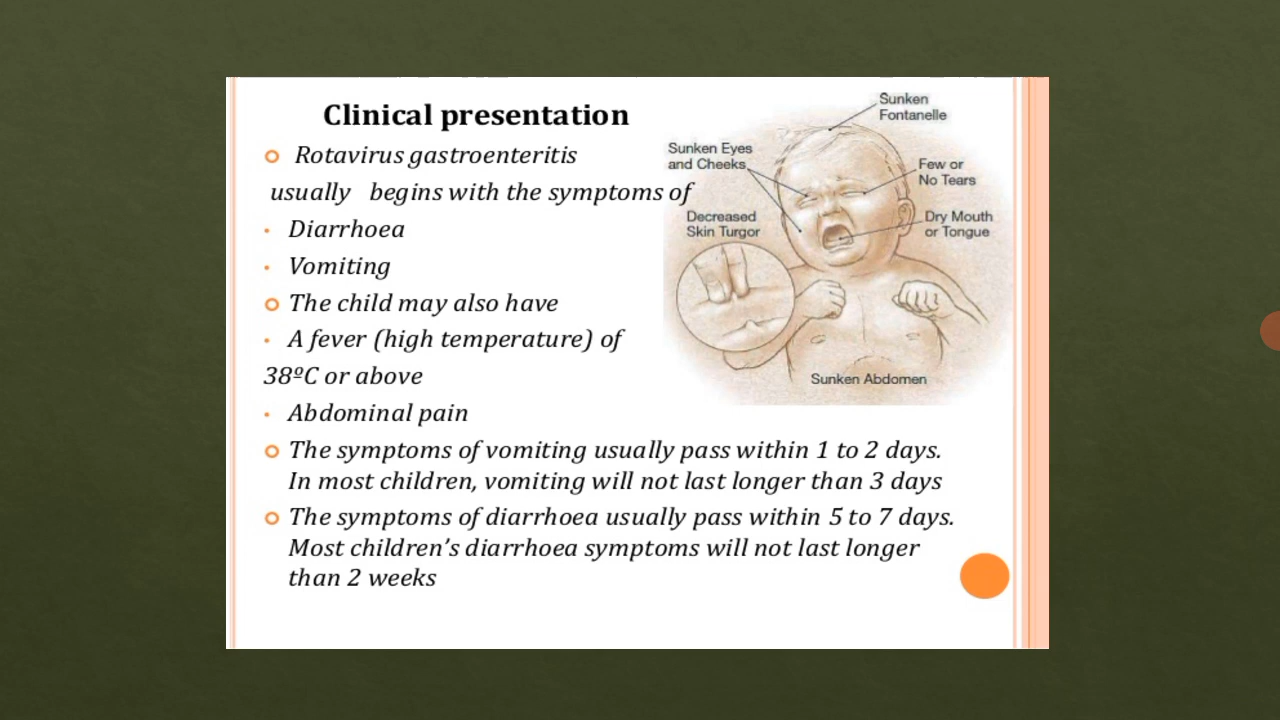 Clinical presentation
Rotavirus gastroenteritis
usually begins with the symptoms of
Diarrhoea
Vomiting
The child may also have
A fever (high temperature) of
38ºC or above
Abdominal pain
The symptoms of vomiting usually pass within 1 to 2 days.
In most children, vomiting will not last longer than 3 days
The symptoms of diarrhoea usually pass within 5 to 7 days.
Most children’s diarrhoea symptoms will not last longer
than 2 weeks
Sunken
Fontanelle
Sunken Eyes
and Cheeks
Few or
No Tears
Decreased
Skin Turgor
Dry Mouth
or Tongue
Sunken Abdomen